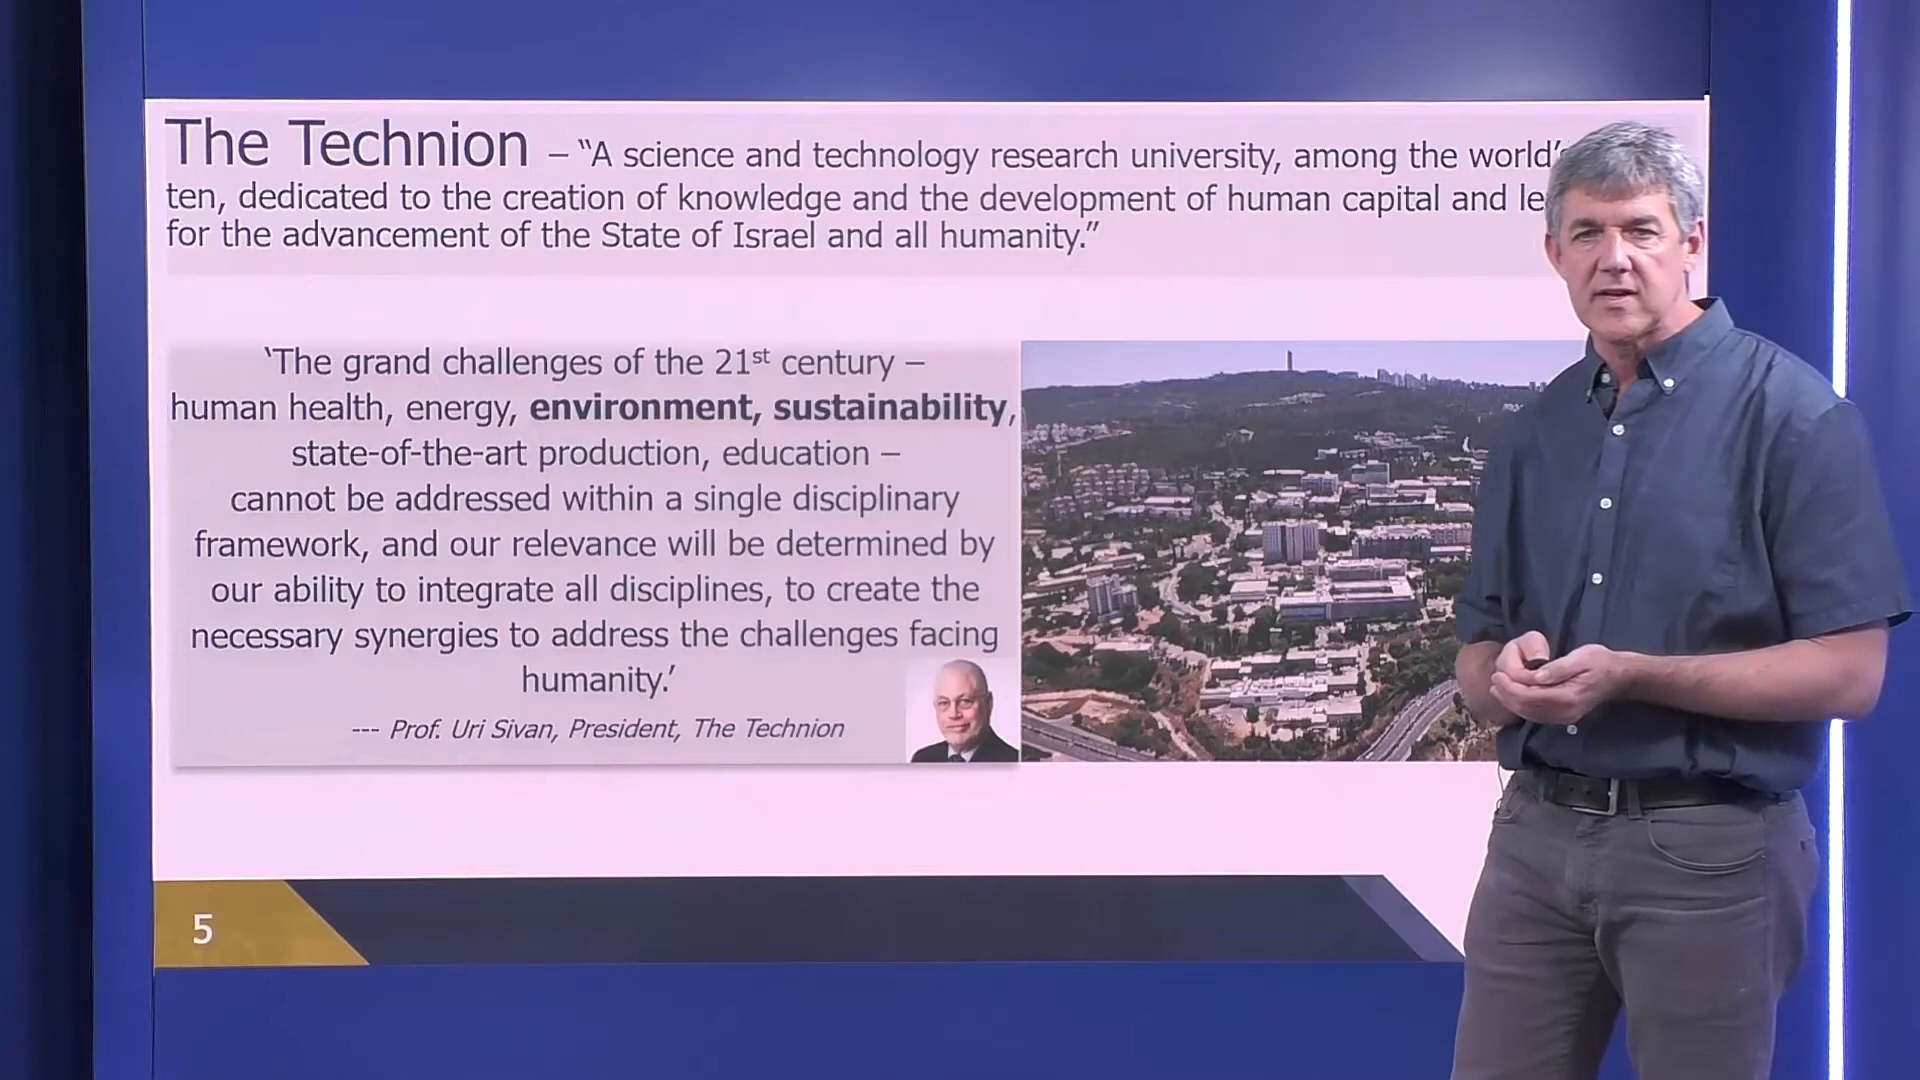 The Technion – “A science and technology research university, among the world’
ten, dedicated to the creation of knowledge and the development of human capital and
for the advancement of the State of Israel and all humanity.”
‘The grand challenges of the 21st century –
human health, energy, environment, sustainability,
state-of-the-art production, education –
cannot be addressed within a single disciplinary
framework, and our relevance will be determined by
our ability to integrate all disciplines, to create the
necessary synergies to address the challenges facing
humanity.’
--- Prof. Uri Sivan, President, The Technion
5